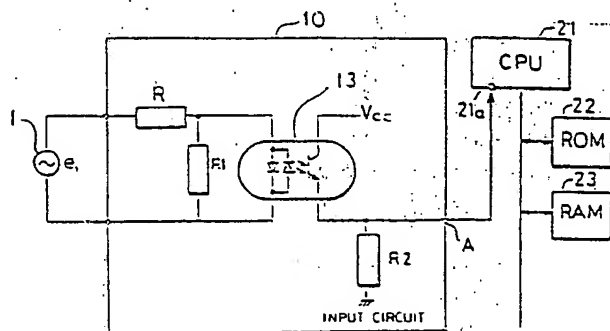 10
21
CPU
21a
13
R
Vcc
22
ROM
1
e1
R1
23
RAM
A
R2
INPUT CIRCUIT